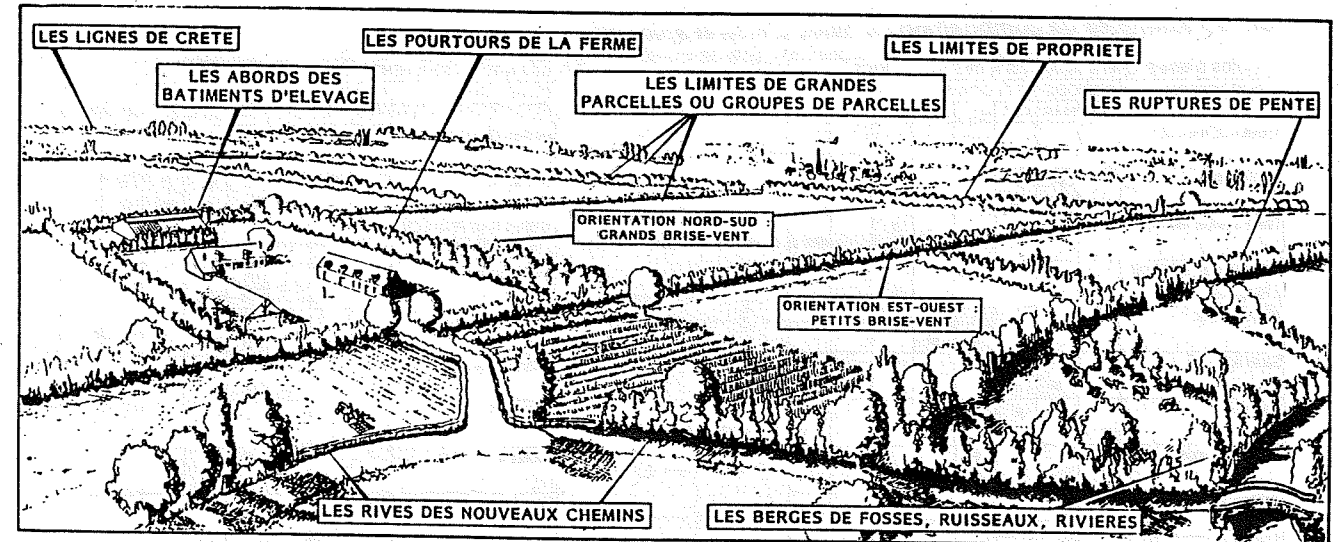 LES LIGNES DE CRETE
LES POURTOURS DE LA FERME
LES LIMITES DE PROPRIETE
LES ABORDS DES
BATIMENTS D'ELEVAGE
LES LIMITES DE GRANDES
PARCELLES OU GROUPES DE PARCELLES
LES RUPTURES DE PENTE
ORIENTATION NORD-SUD :
GRANDS BRISE-VENT
ORIENTATION EST-OUEST :
PETITS BRISE-VENT
LES RIVES DES NOUVEAUX CHEMINS
LES BERGES DE FOSSES, RUISSEAUX, RIVIERES